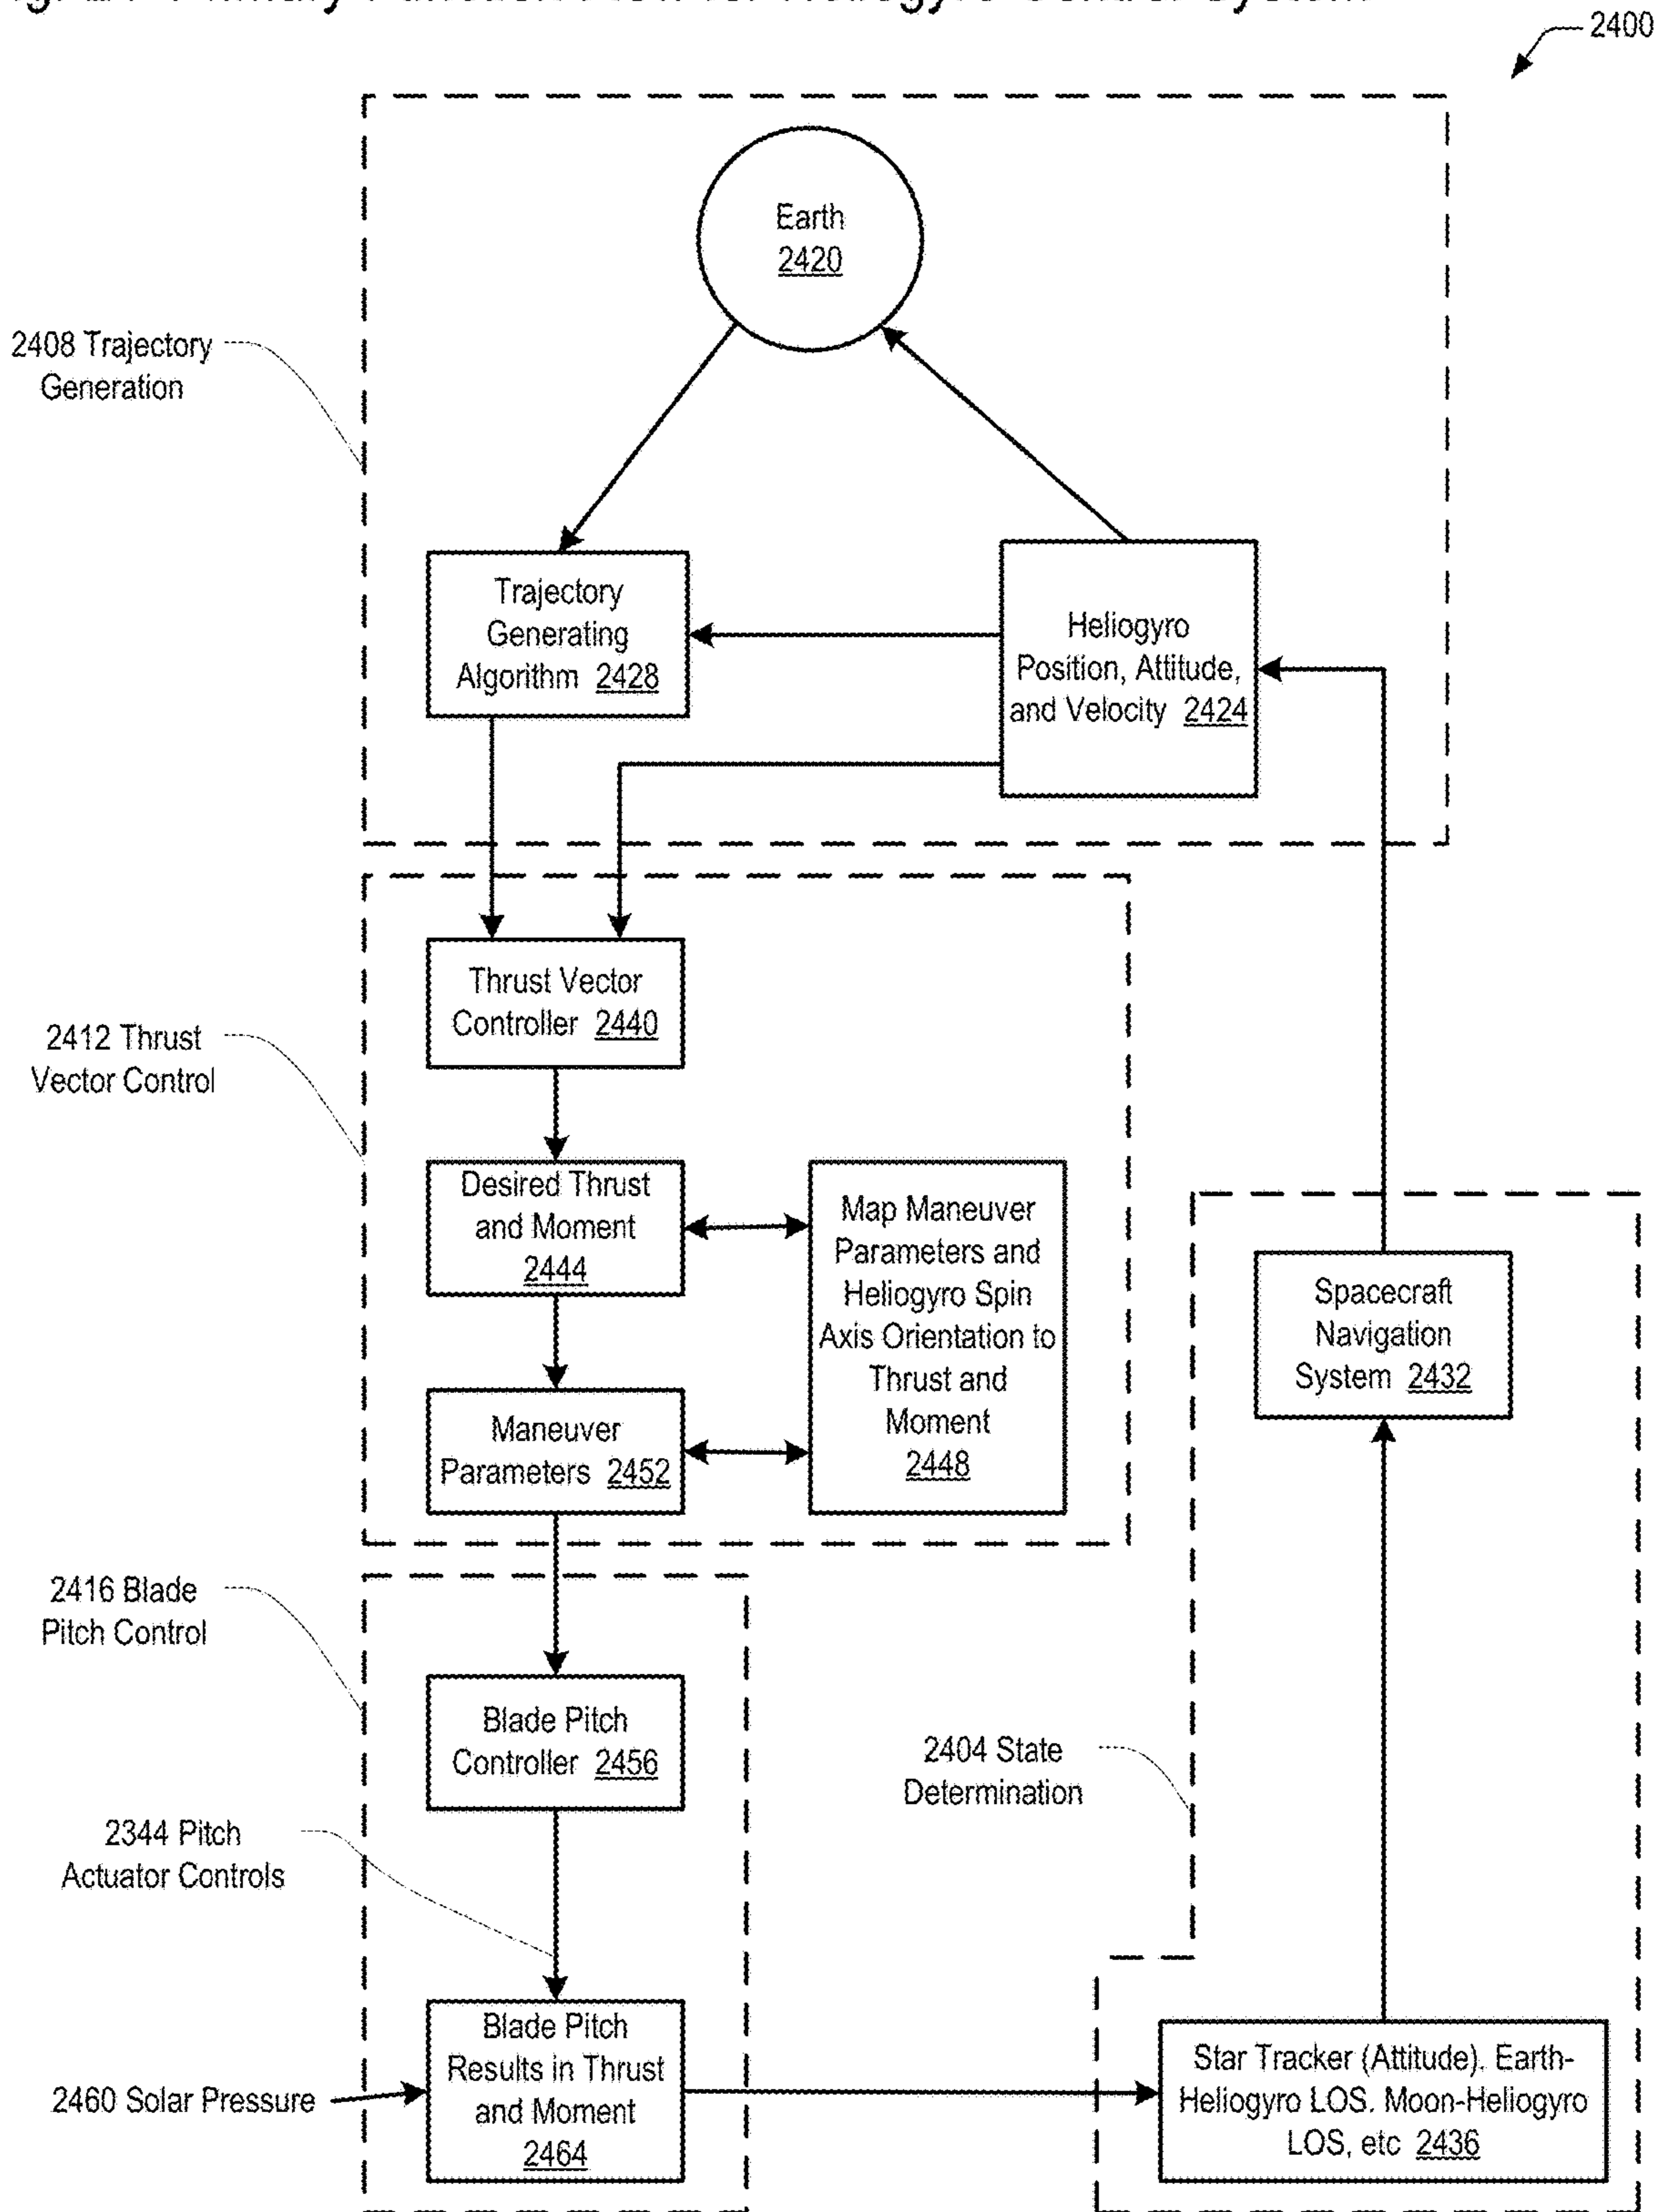 2400
Earth
2420
2408 Trajectory
Generation
Trajectory
Generating
Algorithm 2428
Heliogyro
Position, Attitude,
and Velocity 2424
Thrust Vector
Controller 2440
2412 Thrust
Vector Control
Desired Thrust
and Moment
2444
Map Maneuver
Parameters and
Heliogyro Spin
Axis Orientation to
Thrust and
Moment
2448
Spacecraft
Navigation
System 2432
Maneuver
Parameters 2452
2416 Blade
Pitch Control
Blade Pitch
Controller 2456
2404 State
Determination
2344 Pitch
Actuator Controls
Blade Pitch
Results in Thrust
and Moment
2464
2460 Solar Pressure
Star Tracker (Attitude). Earth-
Heliogyro LOS. Moon-Heliogyro
LOS, etc 2436